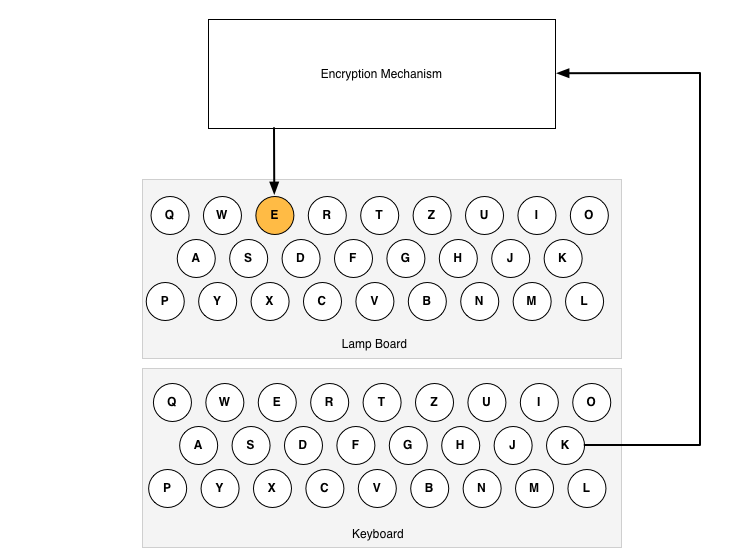 Encryption Mechanism
Q W E R T Z U I O
A S D F G H J K
P Y X C V B N M L
Lamp Board
Q W E R T Z U I O
A S D F G H J K
P Y X C V B N M L
Keyboard